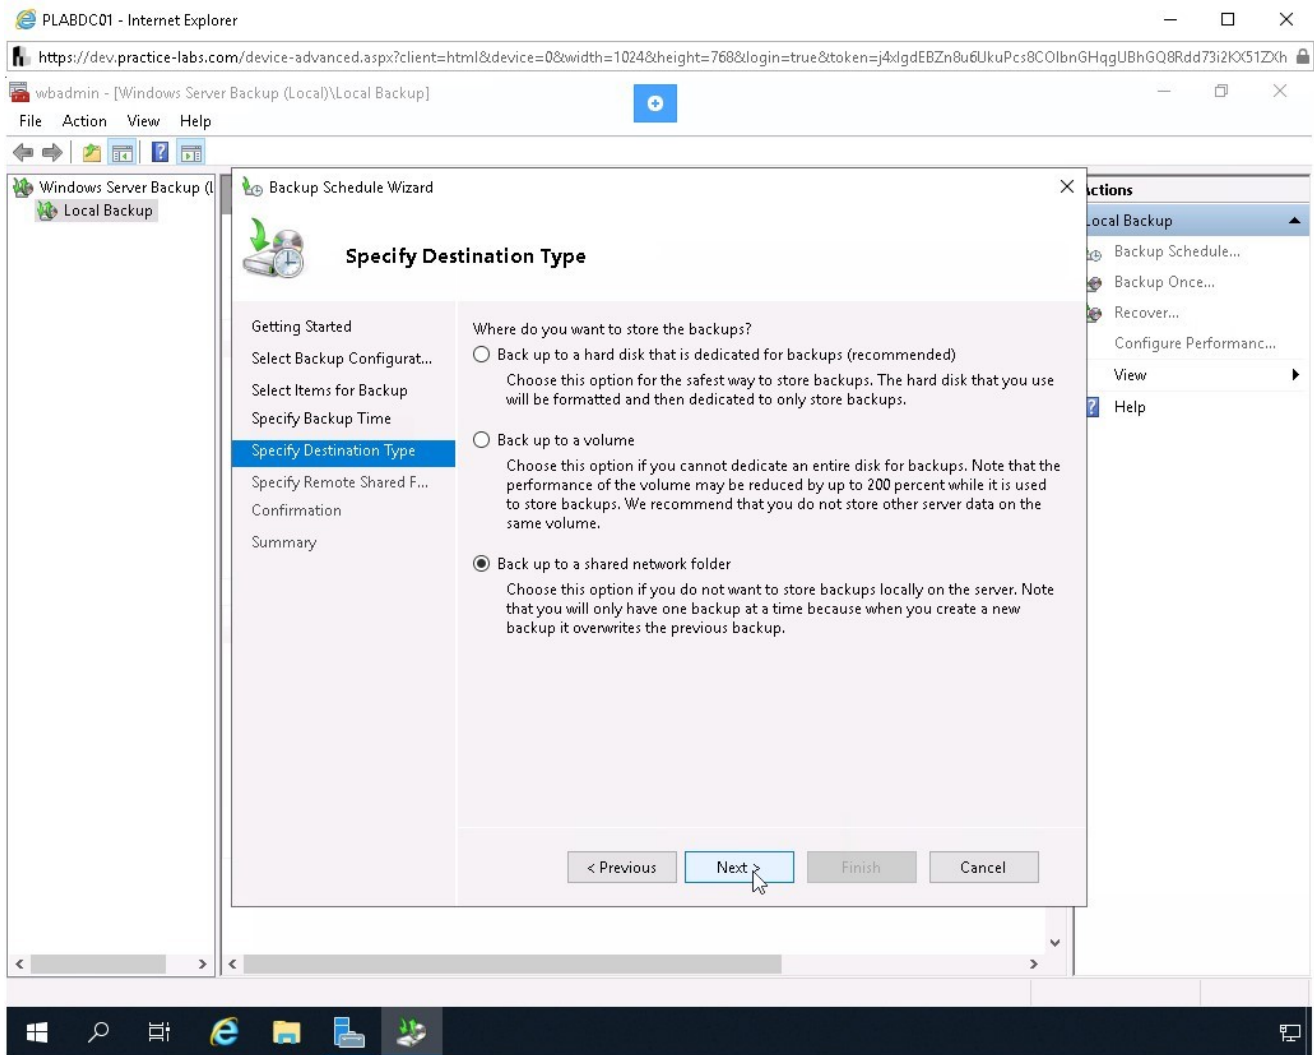 PLABDC01 - Internet Explorer
https://dev.practice-labs.com/device-advanced.aspx?client=html&device=0&width=1024&height=768&login=true&token=
wbadmin - [Windows Server Backup (Local)\Local Backup]
File Action View Help
Windows Server Backup (L
Local Backup
Backup Schedule Wizard
Specify Destination Type
Getting Started
Select Backup Configurat...
Select Items for Backup
Specify Backup Time
Specify Destination Type
Specify Remote Shared F...
Confirmation
Summary
Where do you want to store the backups?
Back up to a hard disk that is dedicated for backups (recommended)
Choose this option for the safest way to store backups. The hard disk that you use
will be formatted and then dedicated to only store backups.
Back up to a volume
Choose this option if you cannot dedicate an entire disk for backups. Note that the
performance of the volume may be reduced by up to 200 percent while it is used
to store backups. We recommend that you do not store other server data on the
same volume.
Back up to a shared network folder
Choose this option if you do not want to store backups locally on the server. Note
that you will only have one backup at a time because when you create a new
backup it overwrites the previous backup.
< Previous
Next >
Finish
Cancel
Actions
Local Backup
Backup Schedule...
Backup Once...
Recover...
Configure Performanc...
View
Help